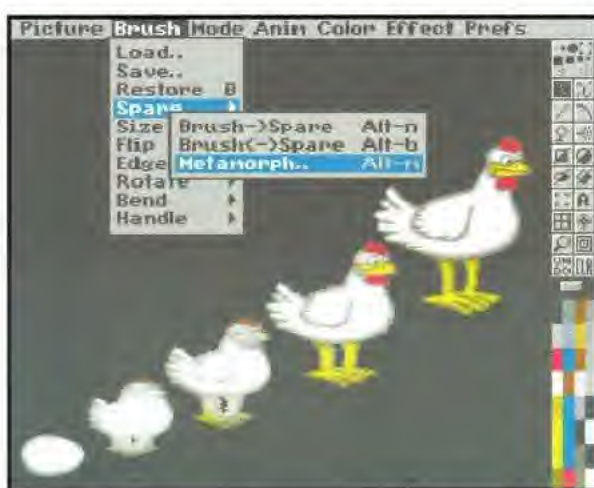 Picture Brush Mode Anim Color Effect Prefs
Load..
Save..
Restore B
Spare
Size
Flip
Edge
Rotate
Bend
Handle
Brush->Spare Alt-n
Brush<->Spare Alt-b
Metamorph.. Alt-m
A